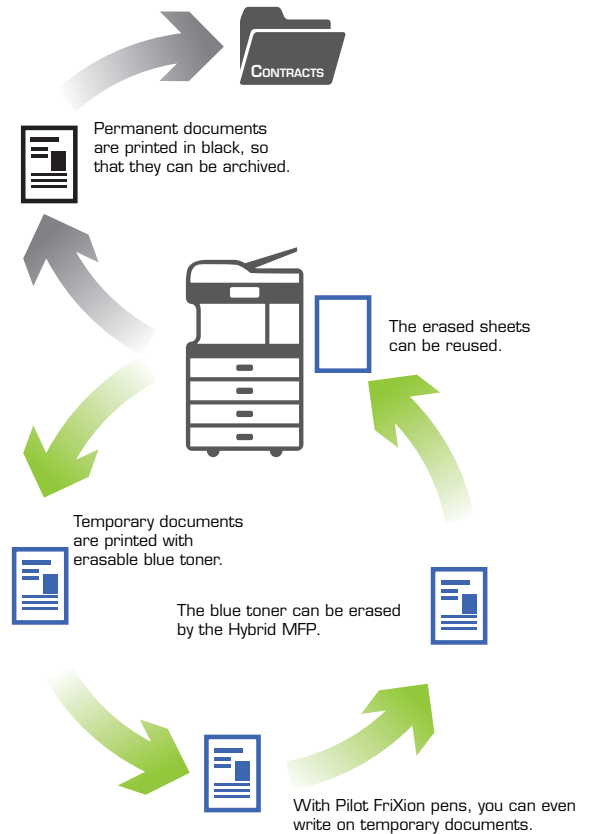 CONTRACTS
Permanent documents
are printed in black, so
that they can be archived.
The erased sheets
can be reused.
Temporary documents
are printed with
erasable blue toner.
The blue toner can be erased
by the Hybrid MFP.
With Pilot FriXion pens, you can even
write on temporary documents.